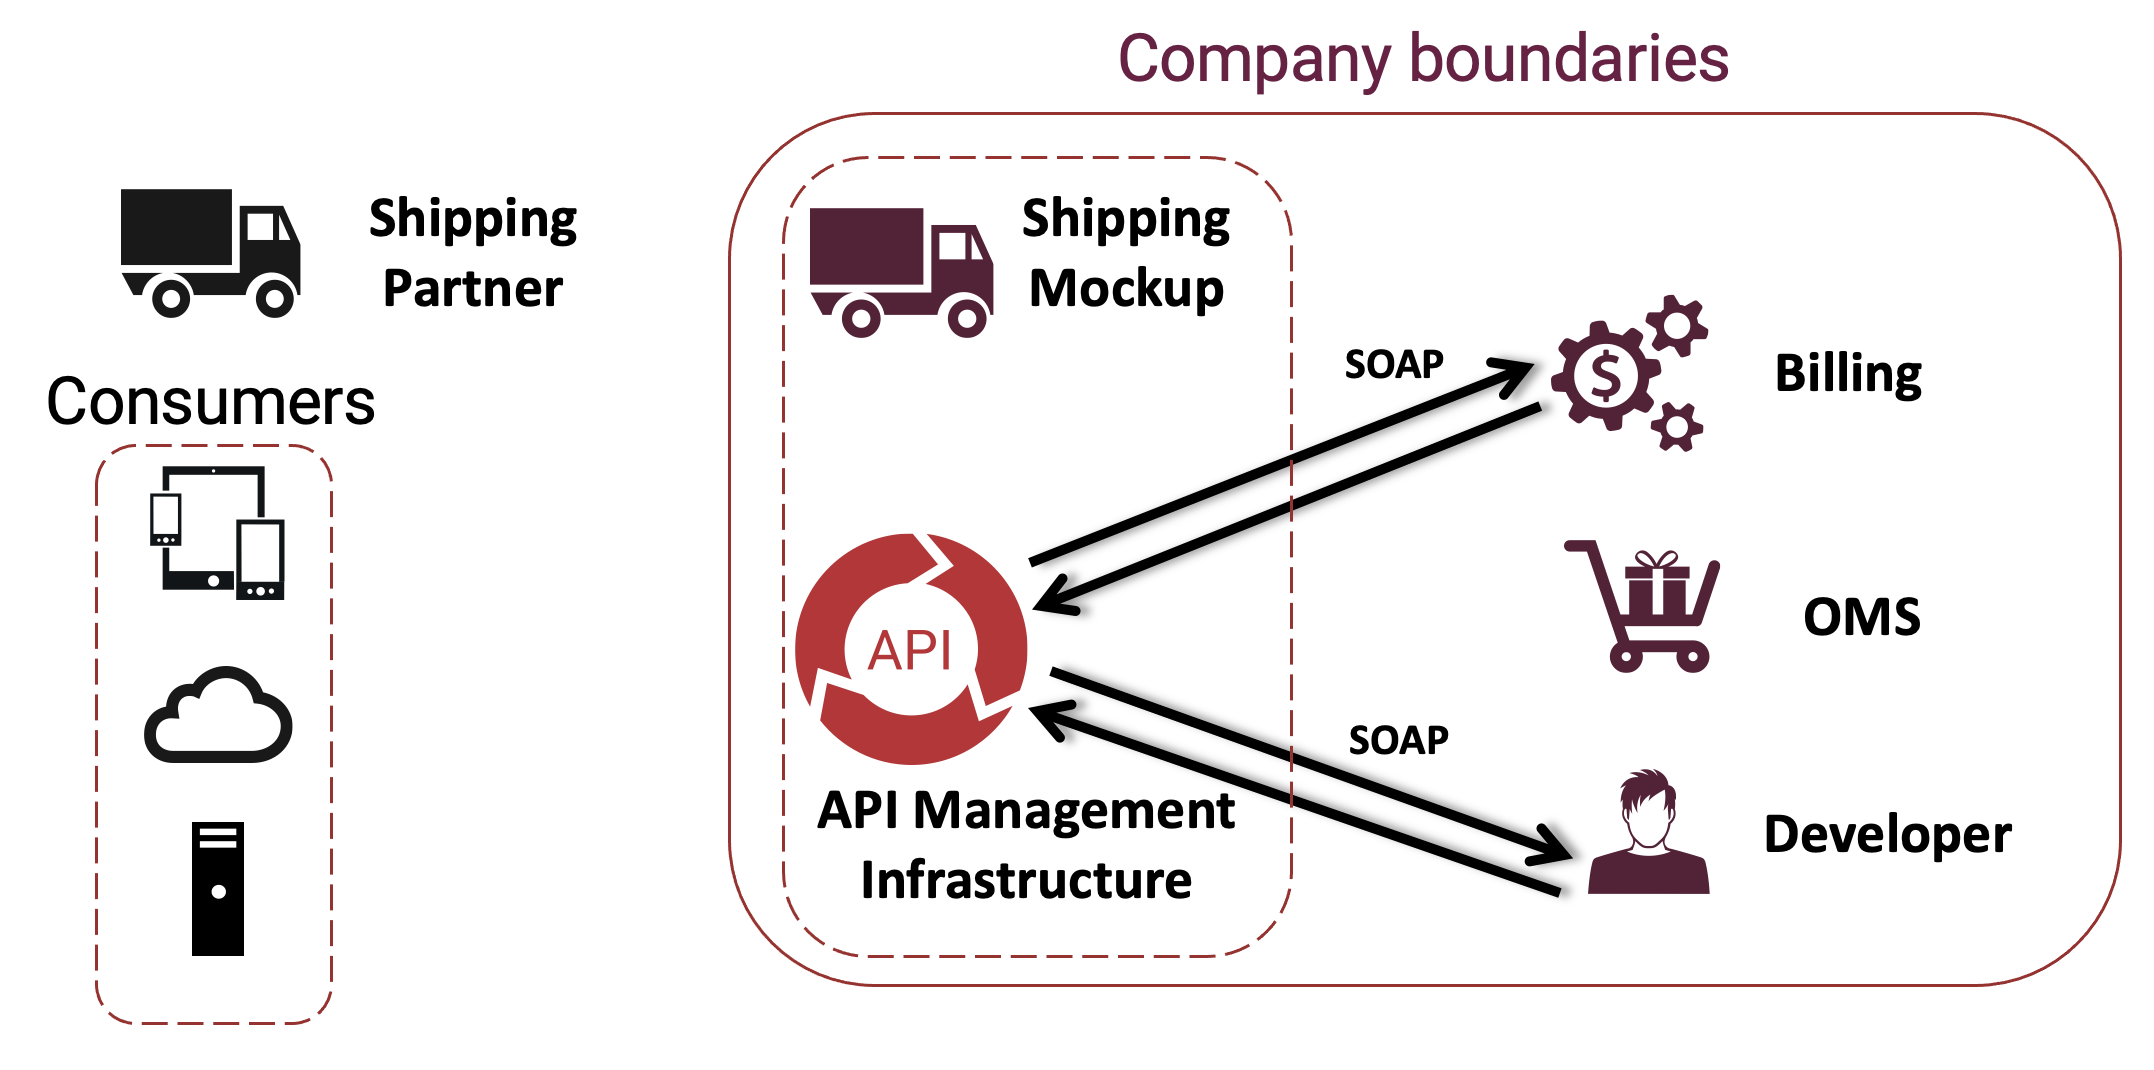 Company boundaries
Shipping
Partner
Shipping
Mockup
Consumers
SOAP
$
Billing
OMS
API
SOAP
API Management
Infrastructure
Developer